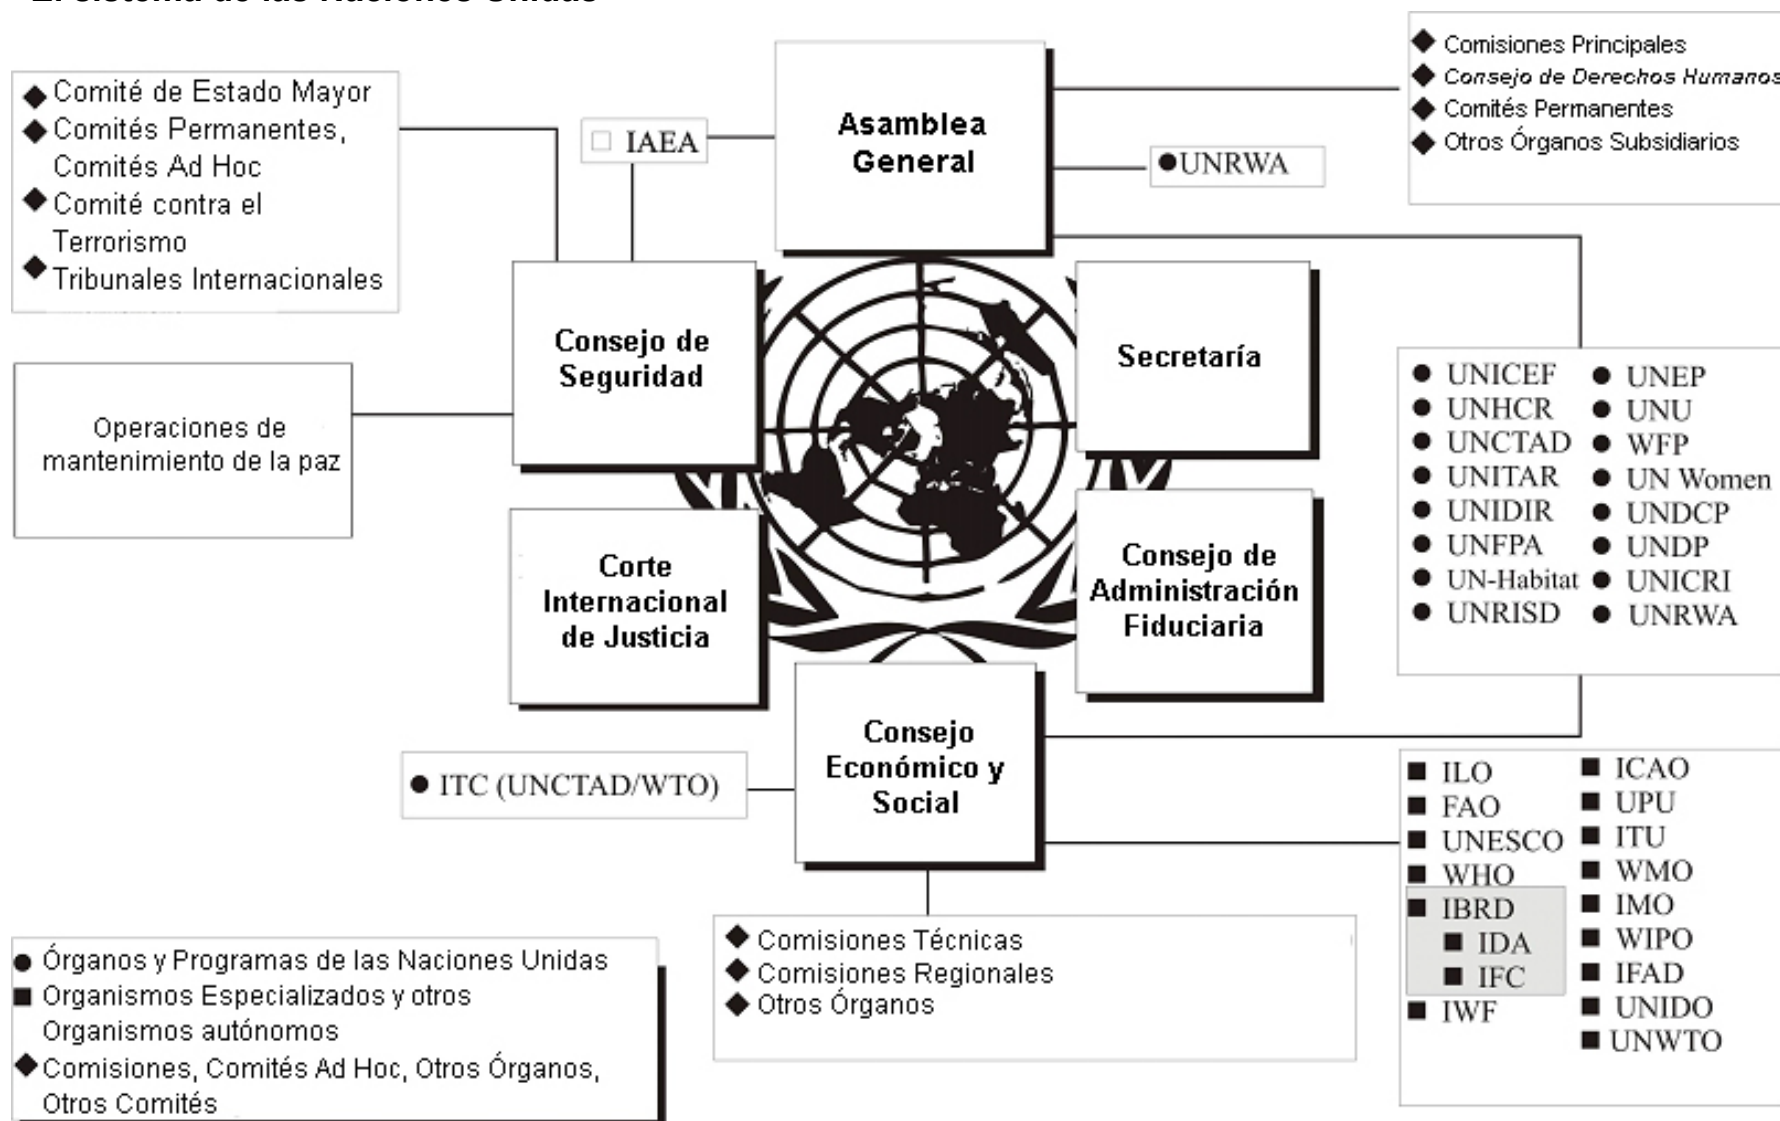 El sistema de las Naciones Unidas
Comité de Estado Mayor
Comités Permanentes,
Comités Ad Hoc
Comité contra el
Terrorismo
Tribunales Internacionales
IAEA
Asamblea
General
UNRWA
Comisiones Principales
Consejo de Derechos Humanos
Comités Permanentes
Otros Órganos Subsidiarios
Consejo de
Seguridad
Secretaría
Operaciones de
mantenimiento de la paz
Corte
Internacional
de Justicia
Consejo de
Administración
Fiduciaria
UNICEF
UNHCR
UNCTAD
UNITAR
UNIDIR
UNFPA
UN-Habitat
UNRISD
UNEP
UNU
WFP
UN Women
UNDCP
UNDP
UNICRI
UNRWA
Consejo
Económico y
Social
ITC (UNCTAD/WTO)
ILO
FAO
UNESCO
WHO
IBRD
IDA
IFC
IWF
ICAO
UPU
ITU
WMO
IMO
WIPO
IFAD
UNIDO
UNWTO
Comisiones Técnicas
Comisiones Regionales
Otros Órganos
Órganos y Programas de las Naciones Unidas
Organismos Especializados y otros
Organismos autónomos
Comisiones, Comités Ad Hoc, Otros Órganos,
Otros Comités